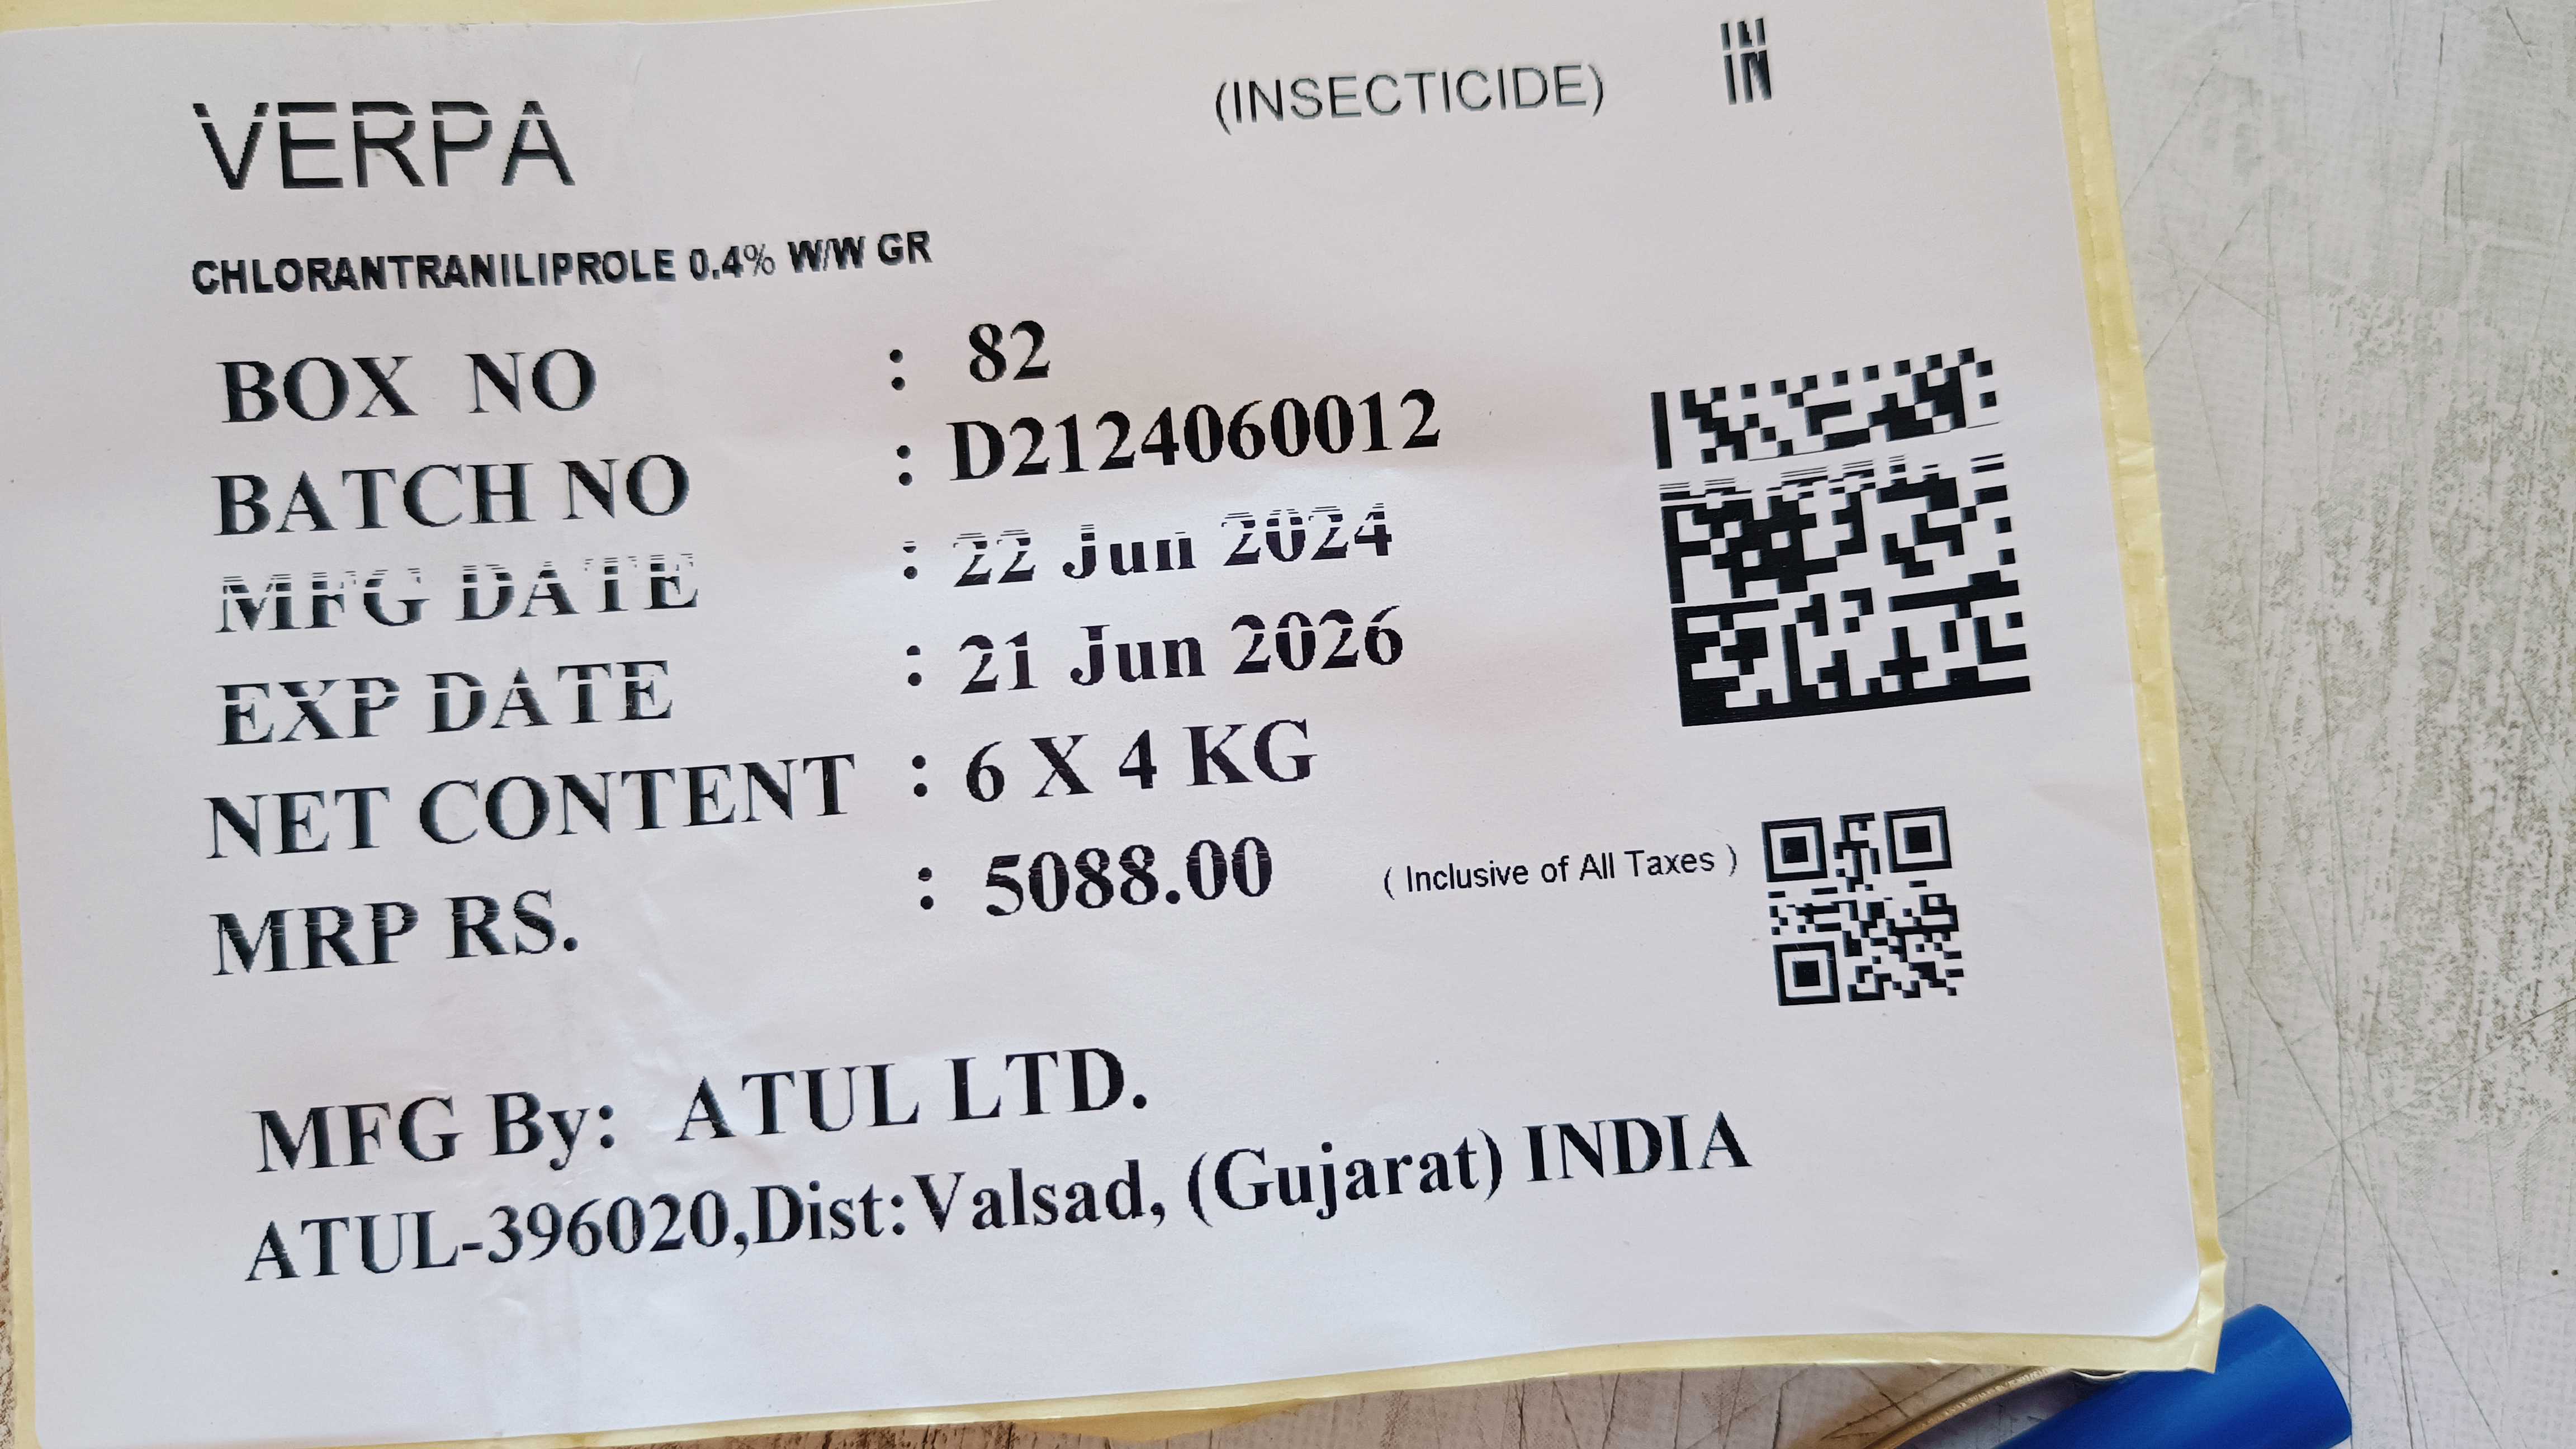 VERPA (INSECTICIDE) IN
CHLORANTRANILIPROLE 0.4% W/W GR
BOX NO : 82
BATCH NO : D2124060012
MFG DATE : 22 Jun 2024
EXP DATE : 21 Jun 2026
NET CONTENT : 6 X 4 KG
MRP RS. : 5088.00 ( Inclusive of All Taxes )
MFG By: ATUL LTD.
ATUL-396020,Dist:Valsad, (Gujarat) INDIA